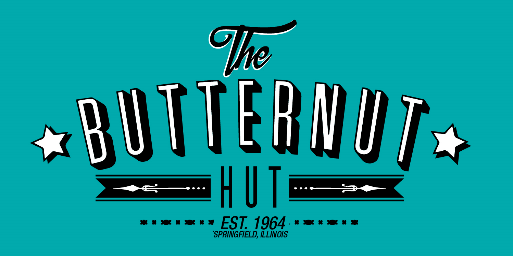 The
BUTTERNUT
HUT
EST. 1964
SPRINGFIELD, ILLINOIS